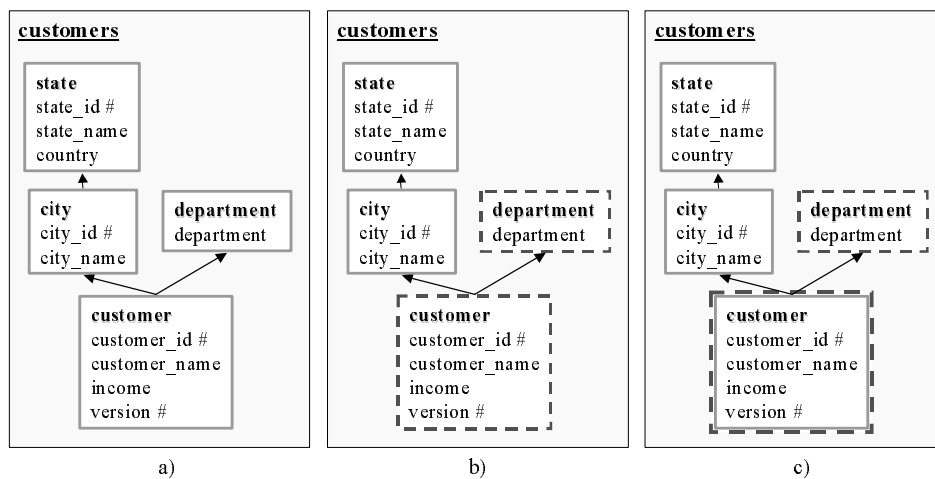 customers
state
state_id #
state_name
country
city
city_id #
city_name
department
department
customer
customer_id #
customer_name
income
version #
a)
customers
state
state_id #
state_name
country
city
city_id #
city_name
department
department
customer
customer_id #
customer_name
income
version #
b)
customers
state
state_id #
state_name
country
city
city_id #
city_name
department
department
customer
customer_id #
customer_name
income
version #
c)